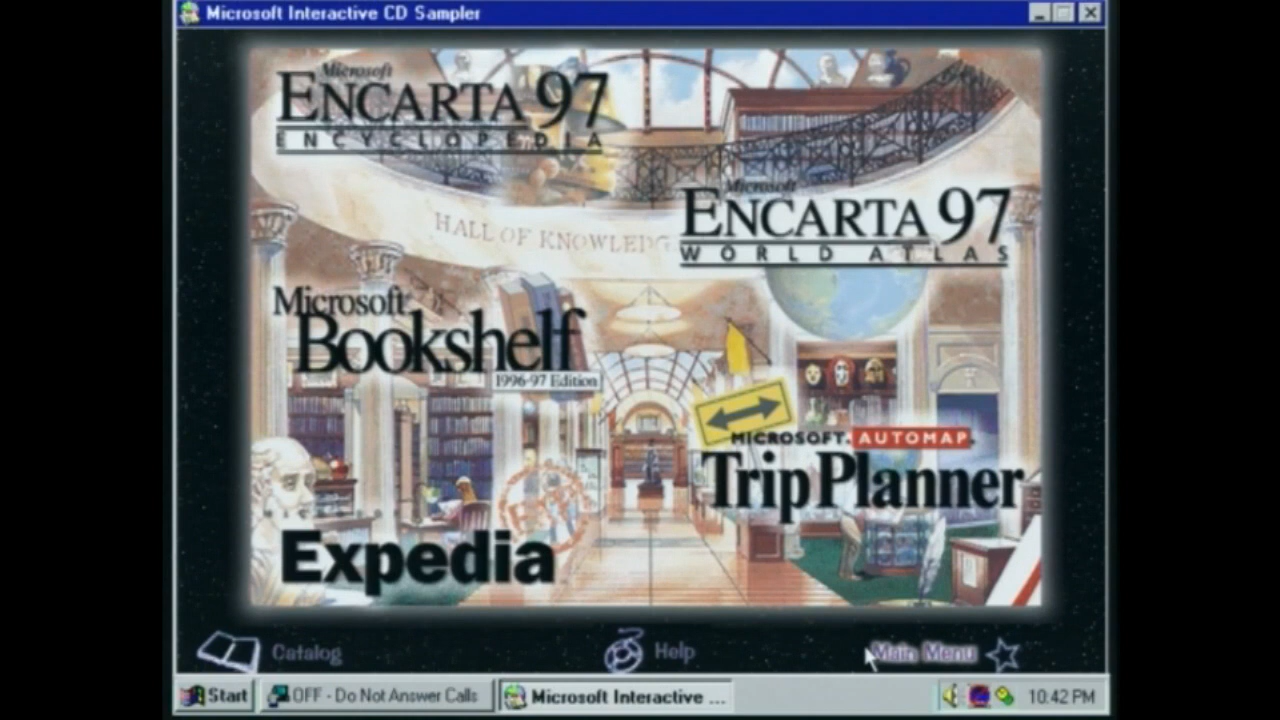 Microsoft Interactive CD Sampler
Microsoft
ENCARTA 97
ENCYCLOPEDIA
Microsoft
ENCARTA 97
WORLD ATLAS
HALL OF KNOWLEDG
Microsoft
Bookshelf
1996-97 Edition
MICROSOFT. AUTOMAP.
Trip Planner
Expedia
Catalog
Help
Main Menu
Start
OFF - Do Not Answer Calls
Microsoft Interactive ...
10:42 PM